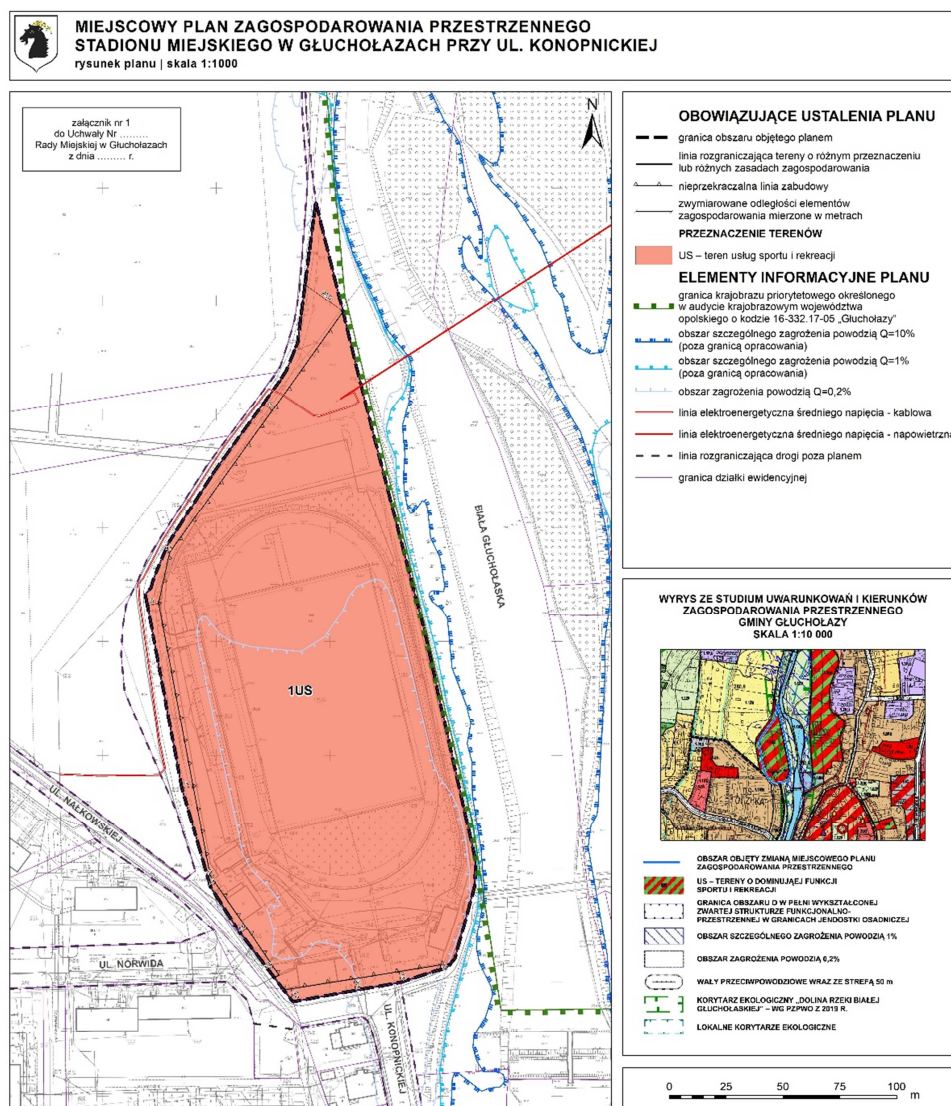 MIEJSCOWY PLAN ZAGOSPODAROWANIA PRZESTRZENNEGO
STADIONU MIEJSKIEGO W GŁUCHOŁAZACH PRZY UL. KONOPNICKIEJ
rysunek planu | skala 1:1000
załącznik nr 1
do Uchwały Nr .........
Rady Miejskiej w Głuchołazach
z dnia ......... r.
N
BIAŁA GŁUCHOŁASKA
1US
UL. NAŁKOWSKIEJ
UL. NORWIDA
UL. KONOPNICKIEJ
OBOWIĄZUJĄCE USTALENIA PLANU
granica obszaru objętego planem
linia rozgraniczająca tereny o różnym przeznaczeniu
lub różnych zasadach zagospodarowania
nieprzekraczalna linia zabudowy
zwymiarowane odległości elementów
zagospodarowania mierzone w metrach
PRZEZNACZENIE TERENÓW
US – teren usług sportu i rekreacji
ELEMENTY INFORMACYJNE PLANU
granica krajobrazu priorytetowego określonego
w audycie krajobrazowym województwa
opolskiego o kodzie 16-332.17-05 „Głuchołazy"
obszar szczególnego zagrożenia powodzią Q=10%
(poza granicą opracowania)
obszar szczególnego zagrożenia powodzią Q=1%
(poza granicą opracowania)
obszar zagrożenia powodzią Q=0,2%
linia elektroenergetyczna średniego napięcia - kablowa
linia elektroenergetyczna średniego napięcia - napowietrzna
linia rozgraniczająca drogi poza planem
granica działki ewidencyjnej
WYRYS ZE STUDIUM UWARUNKOWAŃ I KIERUNKÓW
ZAGOSPODAROWANIA PRZESTRZENNEGO
GMINY GŁUCHOŁAZY
SKALA 1:10 000
OBSZAR OBJĘTY ZMIANĄ MIEJSCOWEGO PLANU
ZAGOSPODAROWANIA PRZESTRZENNEGO
US – TERENY O DOMINUJĄEJ FUNKCJI
SPORTU I REKREACJI
GRANICA OBSZARU O W PEŁNI WYKSZTAŁCONEJ
ZWARTEJ STRUKTURZE FUNKCJONALNO-
PRZESTRZENNEJ W GRANICACH JENDOSTKI OSADNICZEJ
OBSZAR SZCZEGÓLNEGO ZAGROŻENIA POWODZIĄ 1%
OBSZAR ZAGROŻENIA POWODZIĄ 0,2%
WAŁY PRZECIWPOWODZIOWE WRAZ ZE STREFĄ 50 m
KORYTARZ EKOLOGICZNY „DOLINA RZEKI BIAŁEJ
GŁUCHOŁASKIEJ" – WG PZPWO Z 2019 R.
LOKALNE KORYTARZE EKOLOGICZNE
0 25 50 75 100
m